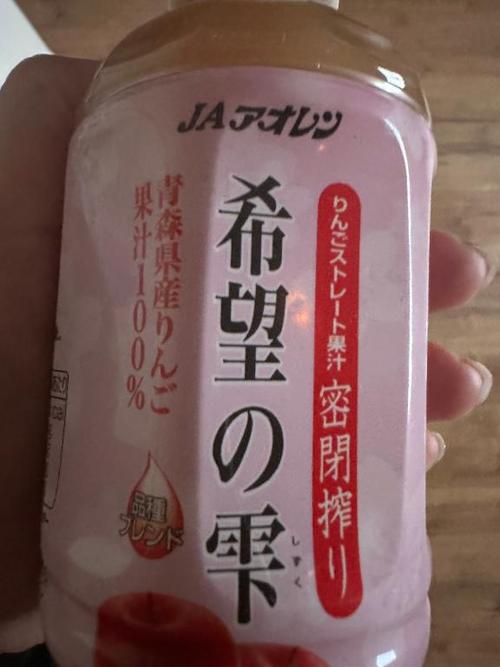 JAアオレン
りんごストレート果汁 密閉搾り
希望の雫
しずく
青森県産りんご
果汁100%
品種
ブレンド